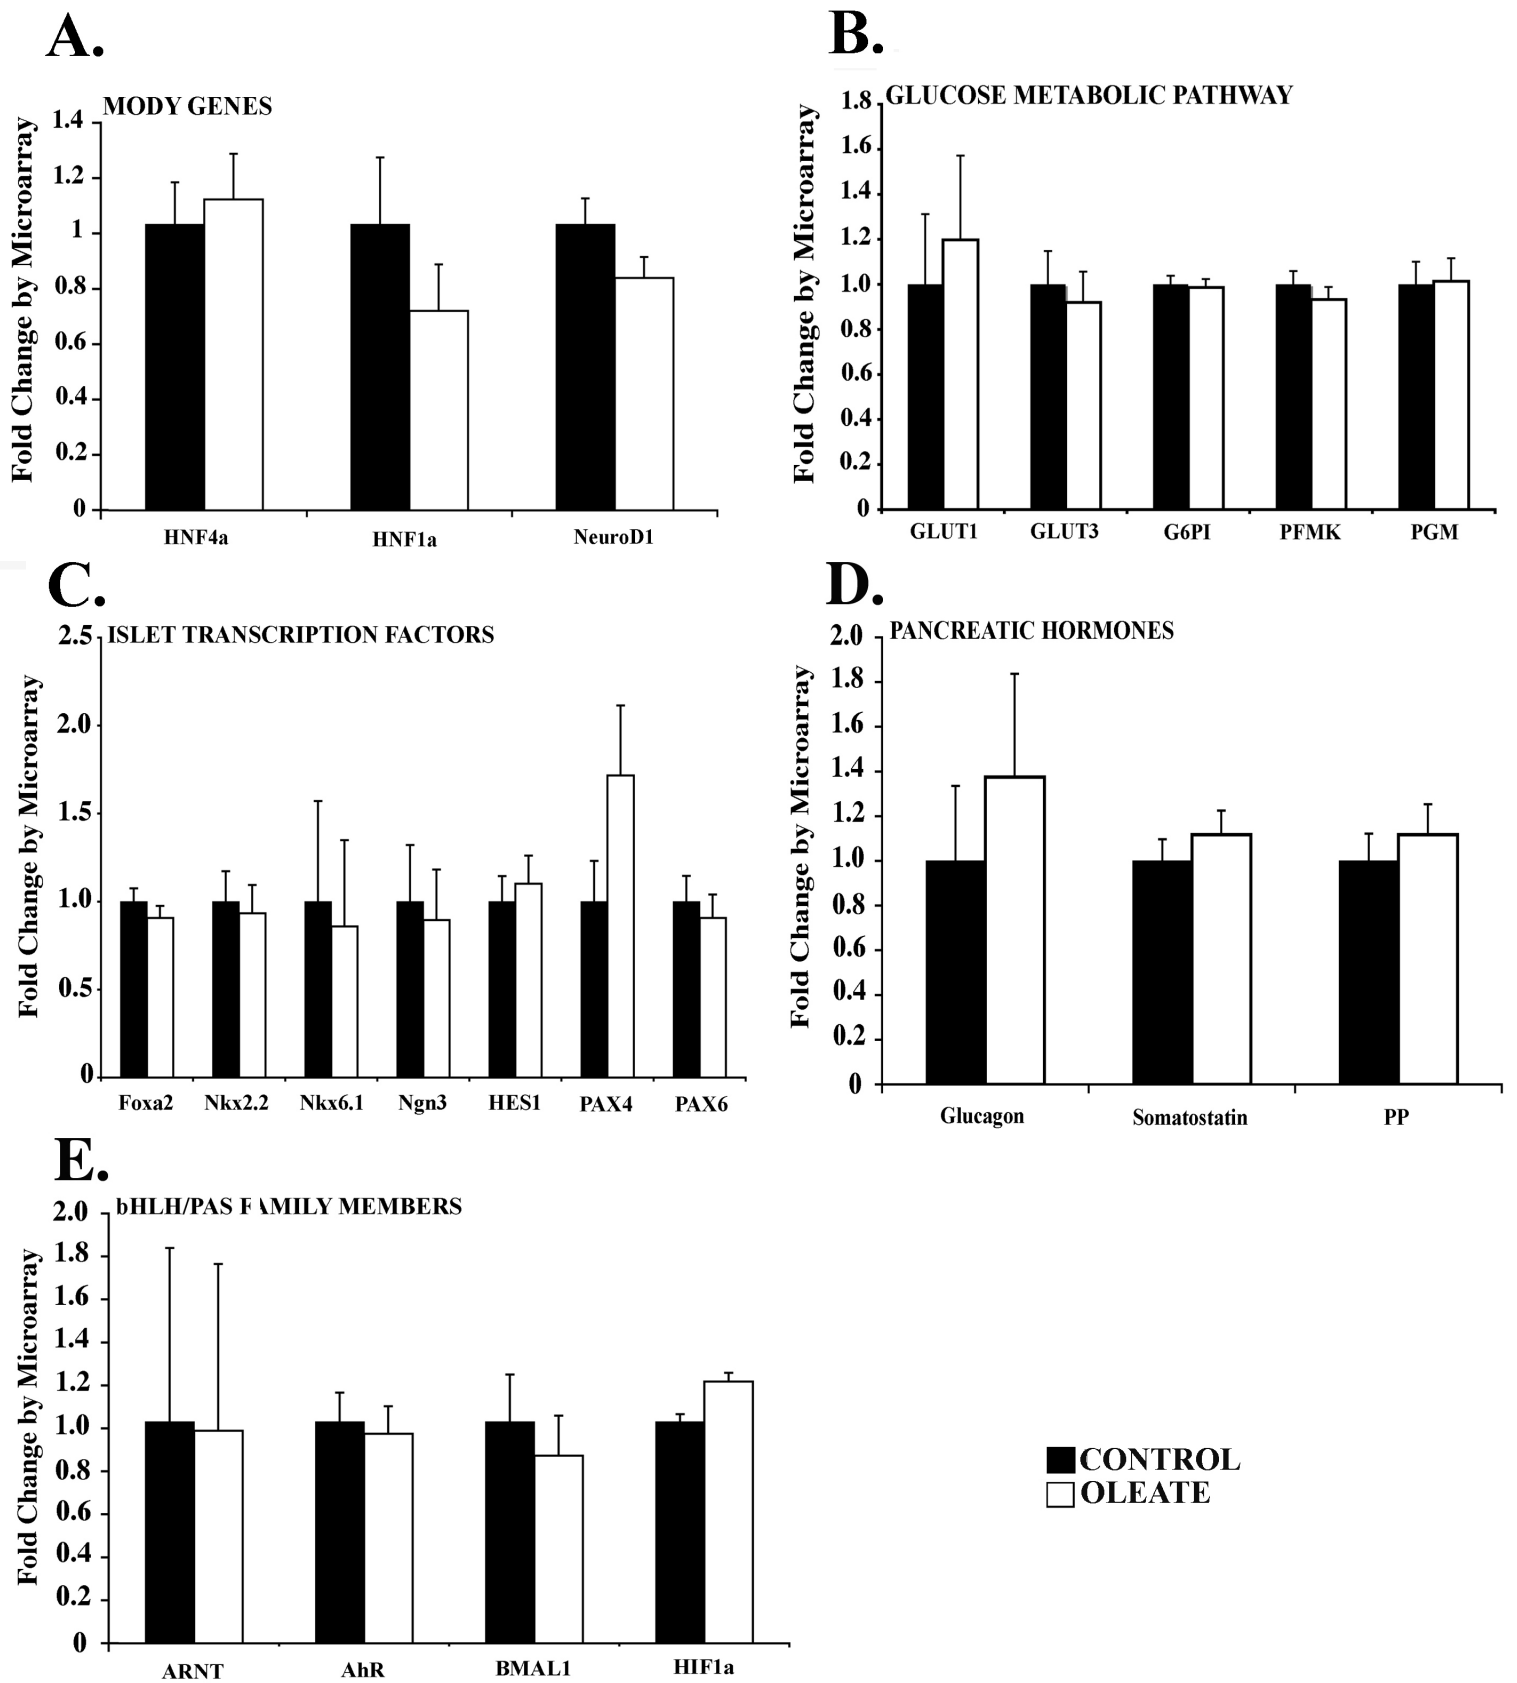 A.
MODY GENES
Fold Change by Microarray
1.4
1.2
1
0.8
0.6
0.4
0.2
0
HNF4a HNF1a NeuroD1
B.
GLUCOSE METABOLIC PATHWAY
Fold Change by Microarray
1.8
1.6
1.4
1.2
1.0
0.8
0.6
0.4
0.2
0
GLUT1 GLUT3 G6PI PFMK PGM
C.
ISLET TRANSCRIPTION FACTORS
Fold Change by Microarray
2.5
2.0
1.5
1.0
0.5
0
Foxa2 Nkx2.2 Nkx6.1 Ngn3 HES1 PAX4 PAX6
D.
PANCREATIC HORMONES
Fold Change by Microarray
2.0
1.8
1.6
1.4
1.2
1.0
0.8
0.6
0.4
0.2
0
Glucagon Somatostatin PP
E.
bHLH/PAS FAMILY MEMBERS
Fold Change by Microarray
2.0
1.8
1.6
1.4
1.2
1.0
0.8
0.6
0.4
0.2
0
ARNT AhR BMAL1 HIF1a
CONTROL
OLEATE